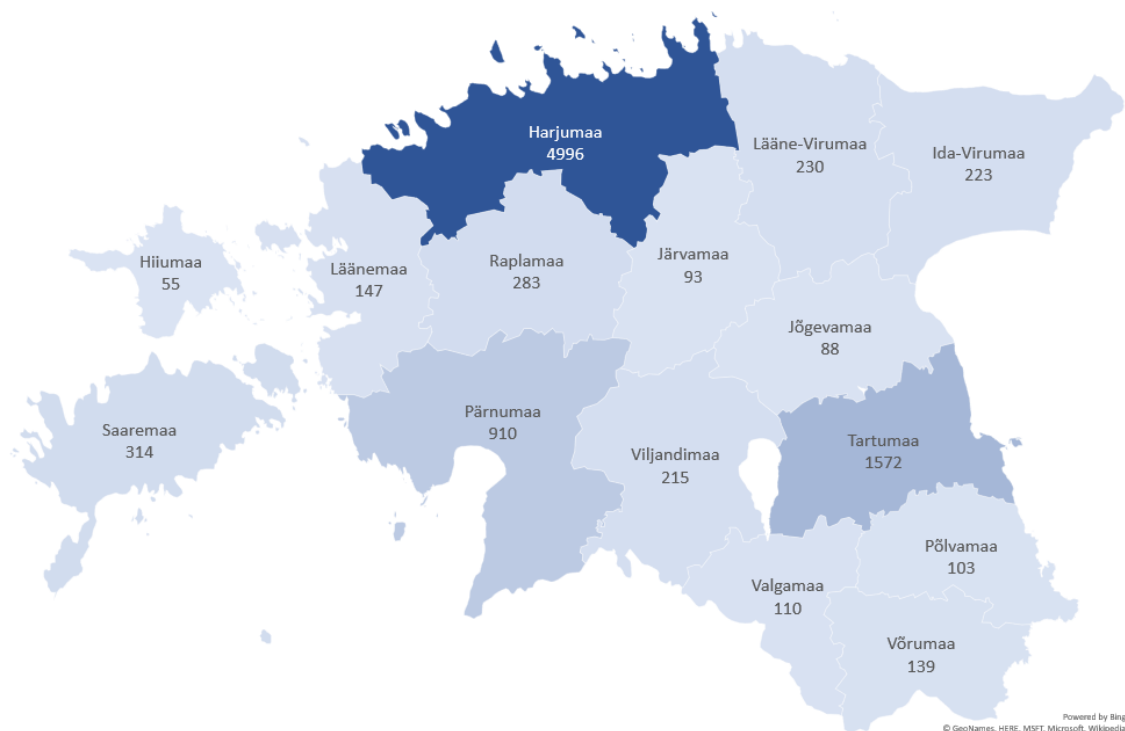 Harjumaa
4996
Lääne-Virumaa
230
Ida-Virumaa
223
Hiiumaa
55
Läänemaa
147
Raplamaa
283
Järvamaa
93
Jõgevamaa
88
Saaremaa
314
Pärnumaa
910
Viljandimaa
215
Tartumaa
1572
Põlvamaa
103
Valgamaa
110
Võrumaa
139
Powered by Bing
© GeoNames, HERE, MSFT, Microsoft, Wikipedia